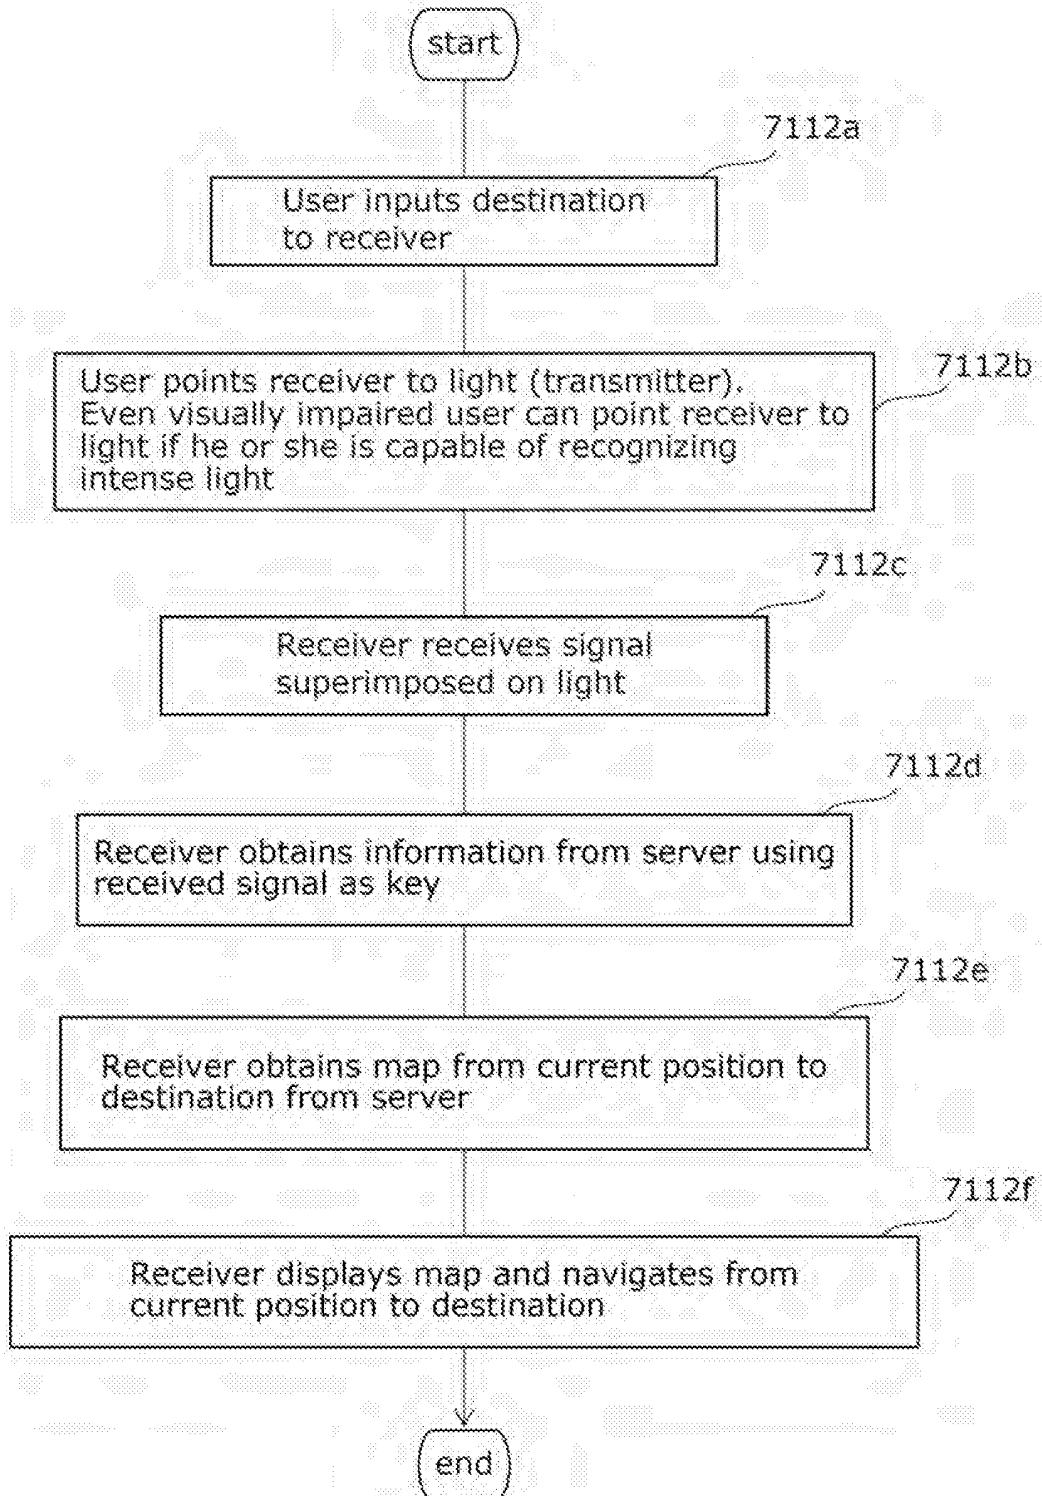 start
7112a
User inputs destination
to receiver
7112b
User points receiver to light (transmitter).
Even visually impaired user can point receiver to
light if he or she is capable of recognizing
intense light
7112c
Receiver receives signal
superimposed on light
7112d
Receiver obtains information from server using
received signal as key
7112e
Receiver obtains map from current position to
destination from server
7112f
Receiver displays map and navigates from
current position to destination
end